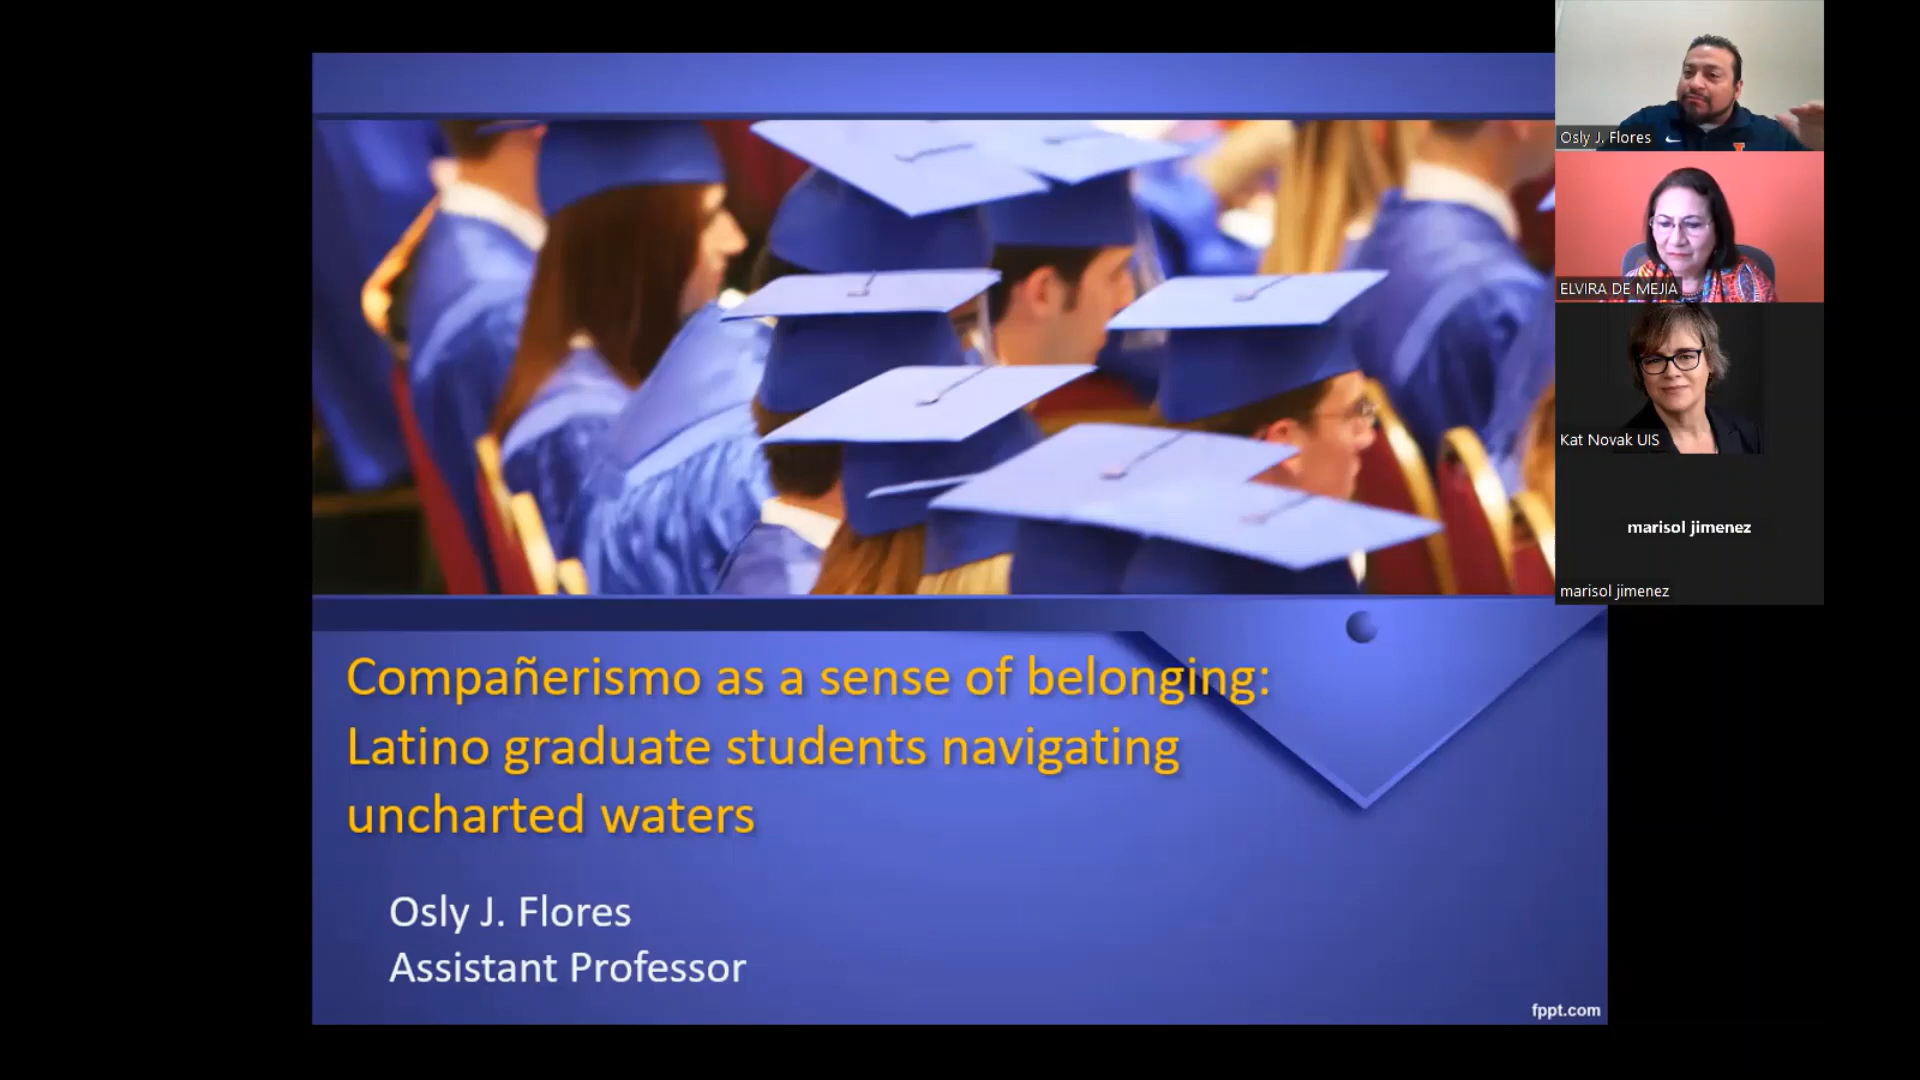 Compañerismo as a sense of belonging:
Latino graduate students navigating
uncharted waters
Osly J. Flores
Assistant Professor
fppt.com
Osly J. Flores
I
ELVIRA DE MEJIA
Kat Novak UIS
marisol jimenez
marisol jimenez